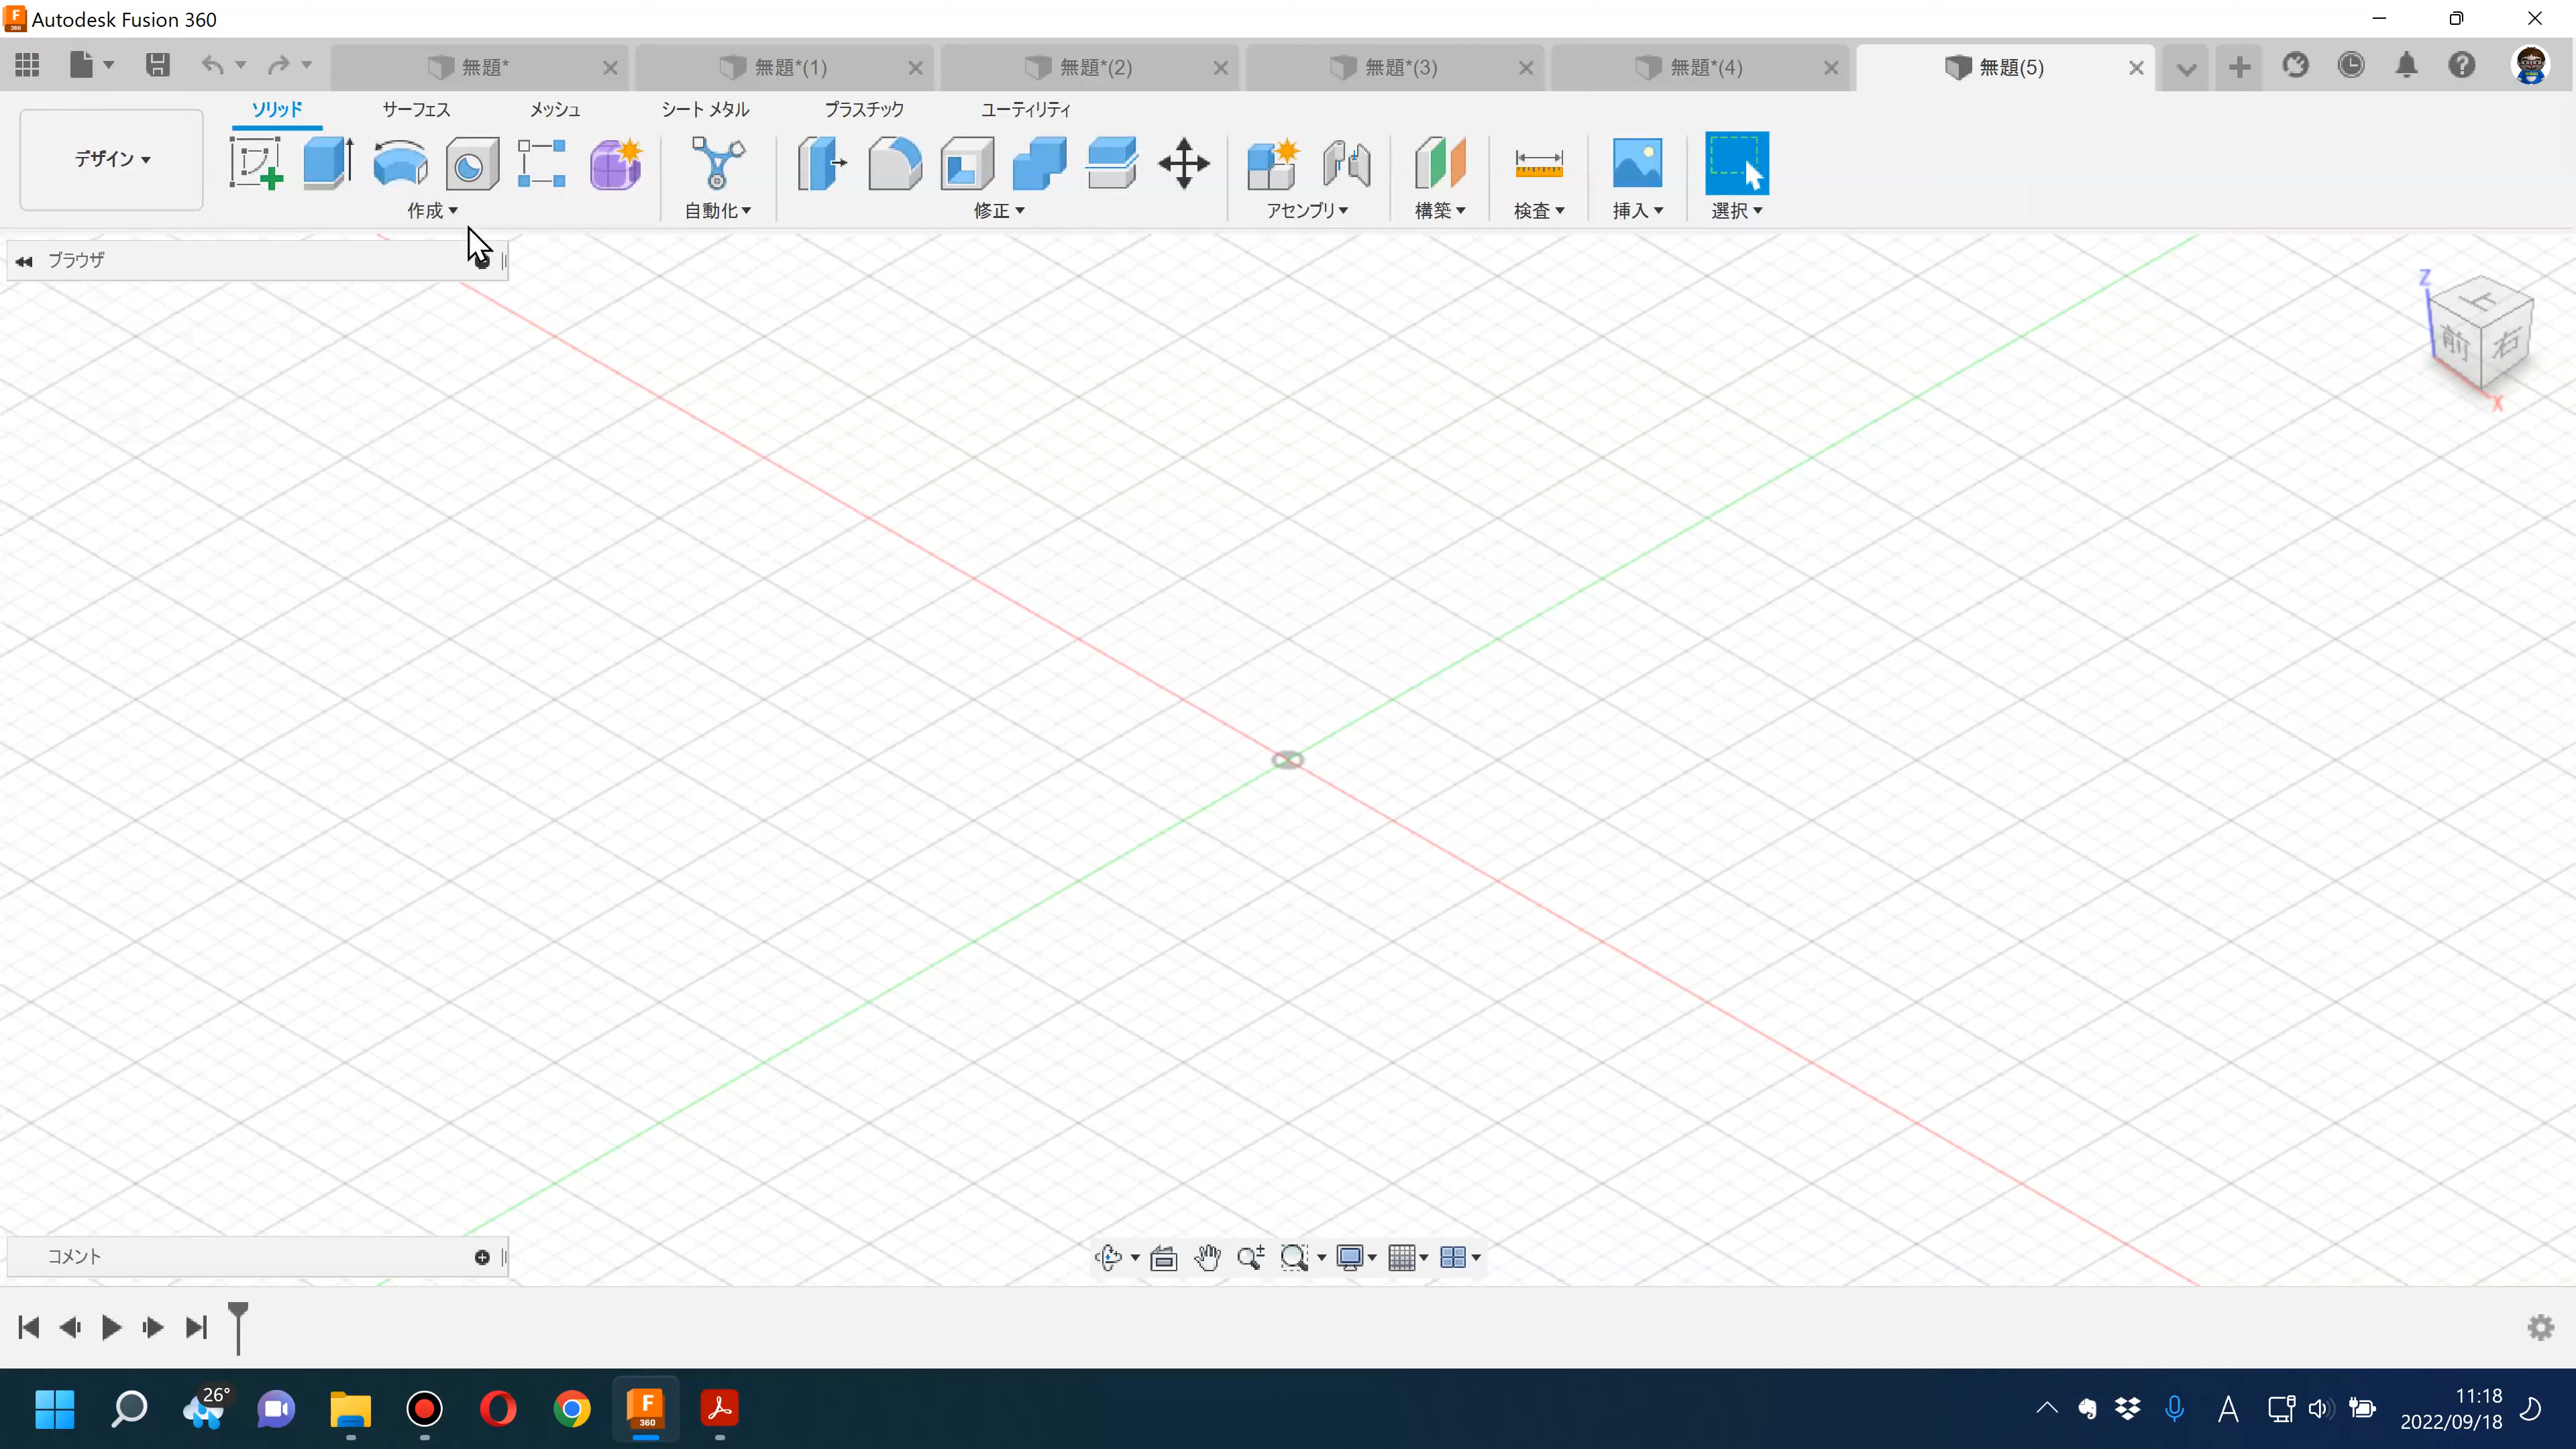 Autodesk Fusion 360
無題*
無題*(1)
無題*(2)
無題*(3)
無題*(4)
無題(5)
ソリッド
サーフェス
メッシュ
シート メタル
プラスチック
ユーティリティ
デザイン
作成
自動化
修正
アセンブリ
構築
検査
挿入
選択
ブラウザ
Z
上
前
右
X
コメント
26°
F
360
A
11:18
2022/09/18